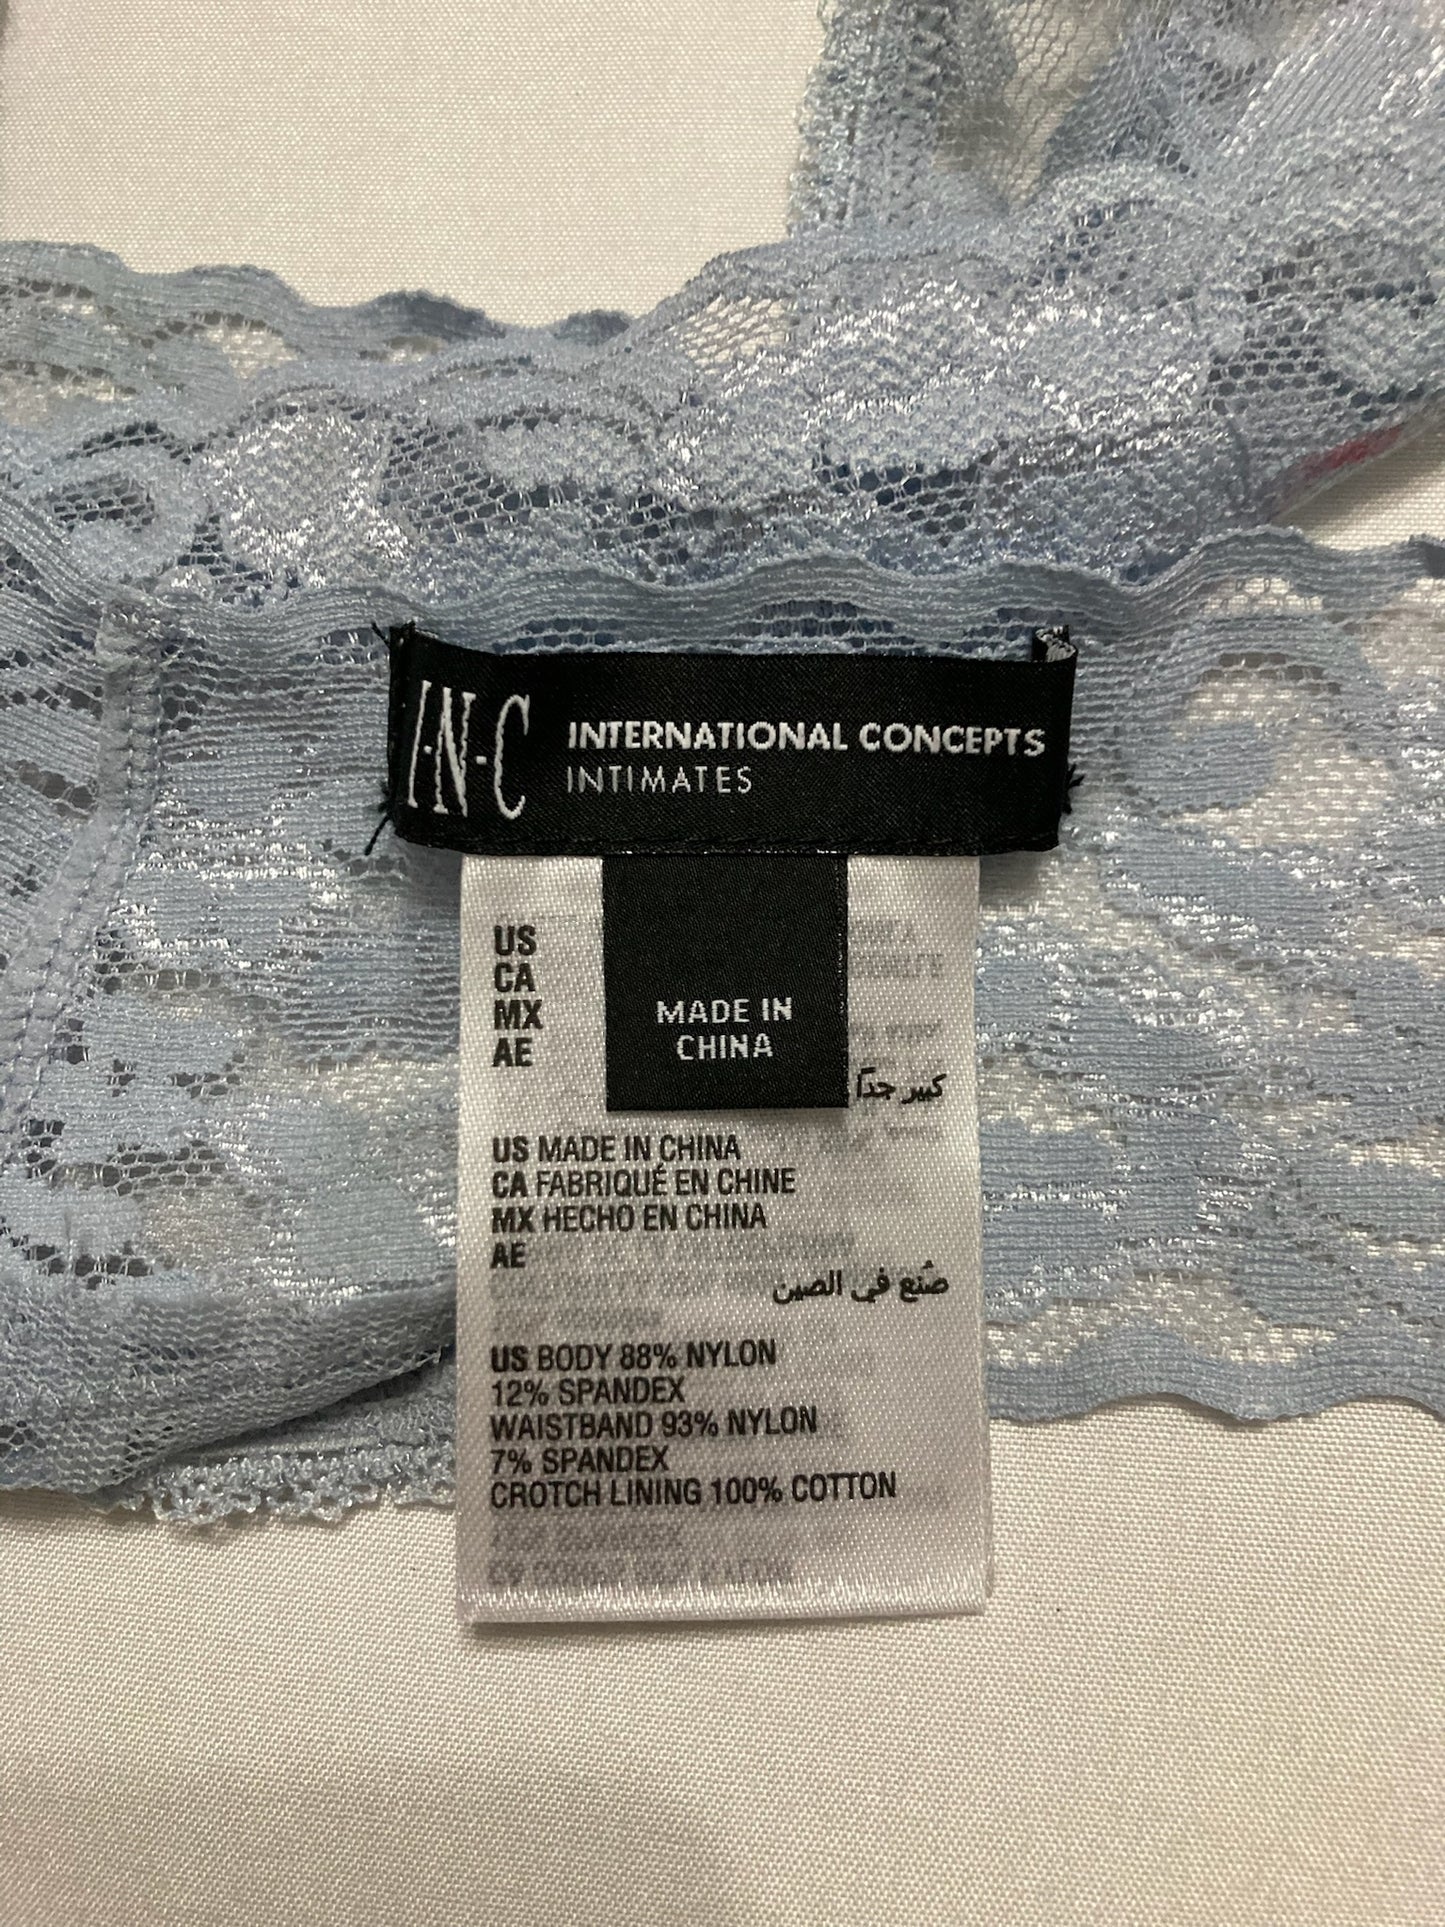 I·N·C INTERNATIONAL CONCEPTS
INTIMATES
MADE IN
CHINA
US
CA
MX
AE
كبير جدًا
US MADE IN CHINA
CA FABRIQUÉ EN CHINE
MX HECHO EN CHINA
AE
صُنع في الصين
US BODY 88% NYLON
12% SPANDEX
WAISTBAND 93% NYLON
7% SPANDEX
CROTCH LINING 100% COTTON